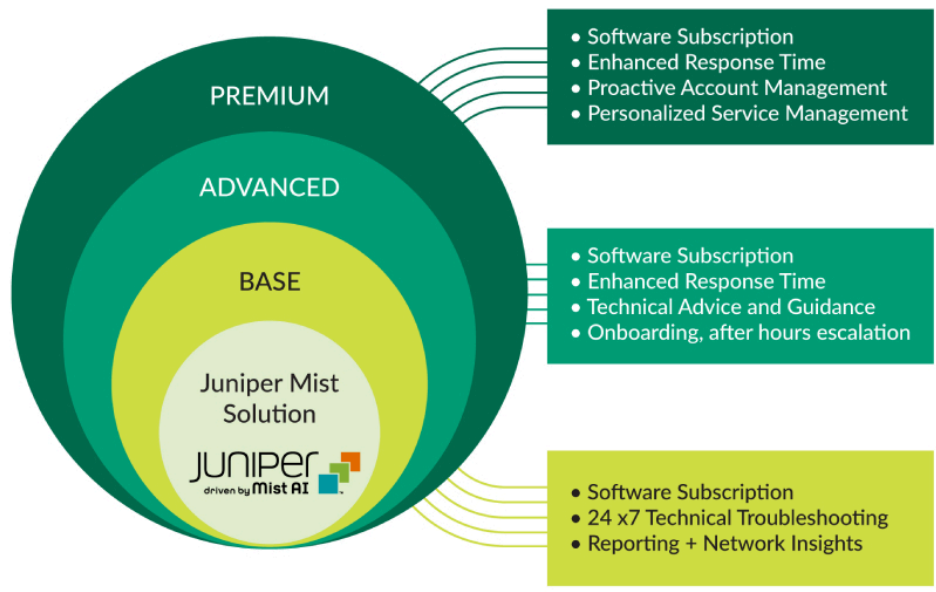 PREMIUM
ADVANCED
BASE
Juniper Mist
Solution
JUNIPER
driven by Mist AI
• Software Subscription
• Enhanced Response Time
• Proactive Account Management
• Personalized Service Management
• Software Subscription
• Enhanced Response Time
• Technical Advice and Guidance
• Onboarding, after hours escalation
• Software Subscription
• 24 x7 Technical Troubleshooting
• Reporting + Network Insights